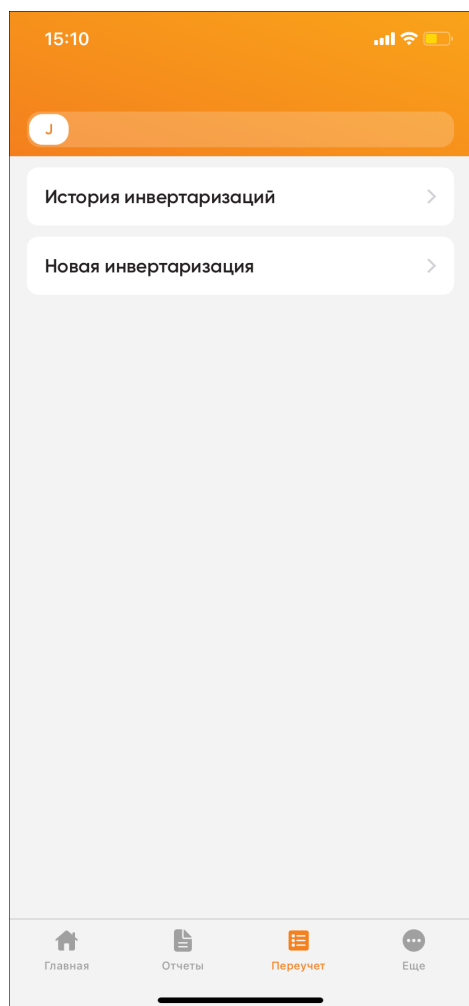 15:10
J
История инвертаризаций
Новая инвертаризация
Главная
Отчеты
Переучет
Еще